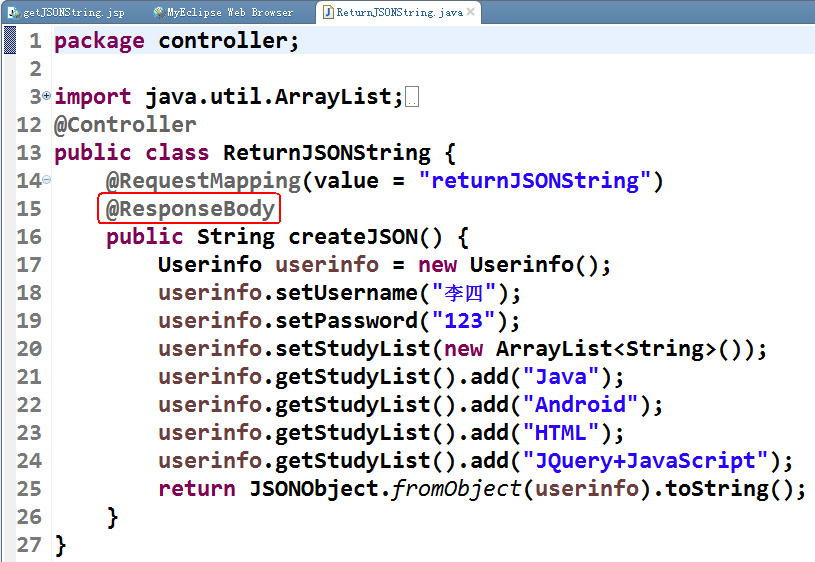 getJSONString.jsp MyEclipse Web Browser ReturnJSONString.java
1 package controller;
2
3 import java.util.ArrayList;
12 @Controller
13 public class ReturnJSONString {
14 @RequestMapping(value = "returnJSONString")
15 @ResponseBody
16 public String createJSON() {
17 Userinfo userinfo = new Userinfo();
18 userinfo.setUsername("李四");
19 userinfo.setPassword("123");
20 userinfo.setStudyList(new ArrayList<String>());
21 userinfo.getStudyList().add("Java");
22 userinfo.getStudyList().add("Android");
23 userinfo.getStudyList().add("HTML");
24 userinfo.getStudyList().add("JQuery+JavaScript");
25 return JSONObject.fromObject(userinfo).toString();
26 }
27 }